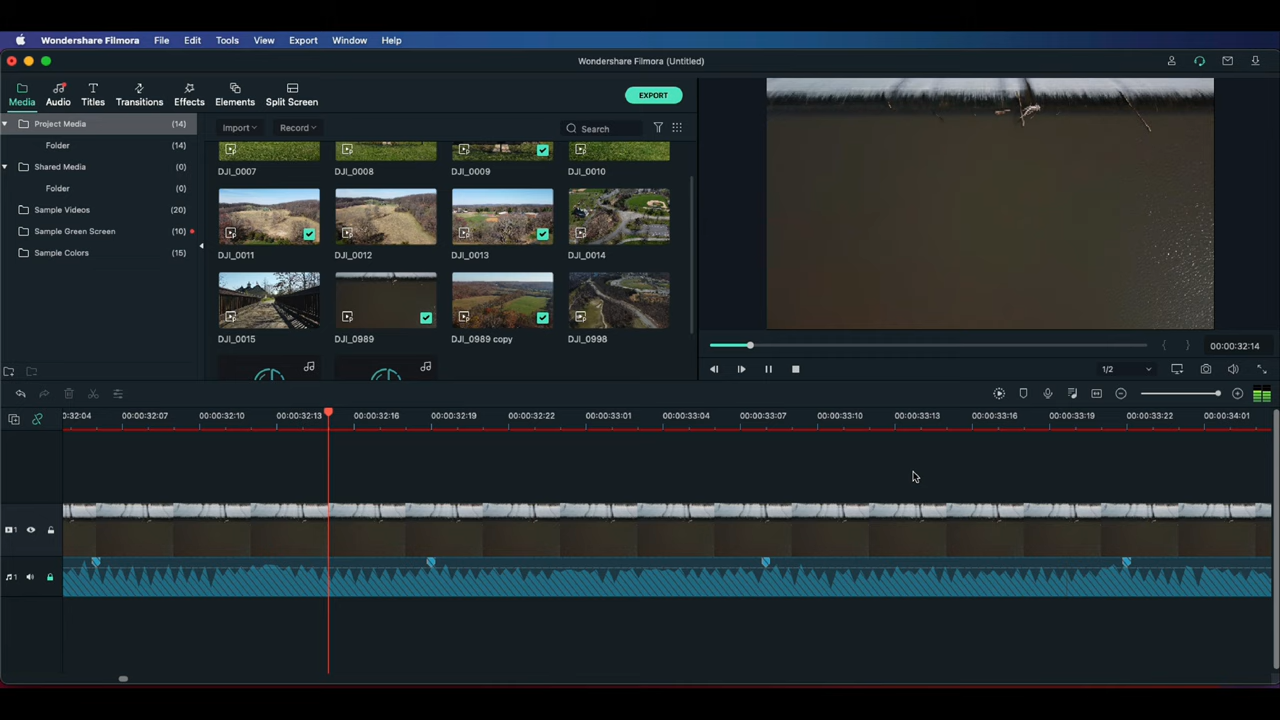 Wondershare Filmora File Edit Tools View Export Window Help
Wondershare Filmora (Untitled)
Media Audio Titles Transitions Effects Elements Split Screen
EXPORT
Project Media (14)
Folder (14)
Shared Media (0)
Folder (0)
Sample Videos (20)
Sample Green Screen (10)
Sample Colors (15)
Import Record Search
DJI_0007 DJI_0008 DJI_0009 DJI_0010
DJI_0011 DJI_0012 DJI_0013 DJI_0014
DJI_0015 DJI_0989 DJI_0989 copy DJI_0998
00:00:32:14
1/2
0:32:04 00:00:32:07 00:00:32:10 00:00:32:13 00:00:32:16 00:00:32:19 00:00:32:22 00:00:33:01 00:00:33:04 00:00:33:07 00:00:33:10 00:00:33:13 00:00:33:16 00:00:33:19 00:00:33:22 00:00:34:01
1
1